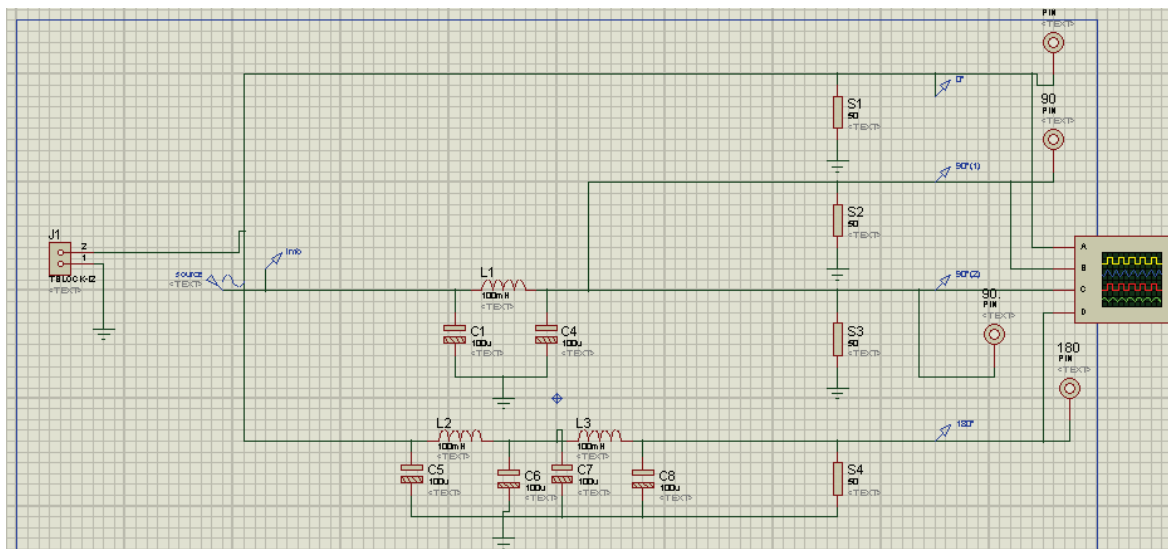 PIN
<TEXT>
0°
S1
50
<TEXT>
90
PIN
<TEXT>
90°(1)
S2
50
<TEXT>
J1
2
1
TBLOCK-I2
<TEXT>
source
<TEXT>
L1
100mH
<TEXT>
90°(2)
A
B
C
D
C1
100u
<TEXT>
C4
100u
<TEXT>
S3
50
<TEXT>
90.
PIN
<TEXT>
180
PIN
<TEXT>
L2
100mH
<TEXT>
L3
100mH
<TEXT>
180°
C5
100u
<TEXT>
C6
100u
<TEXT>
C7
100u
<TEXT>
C8
100u
<TEXT>
S4
50
<TEXT>